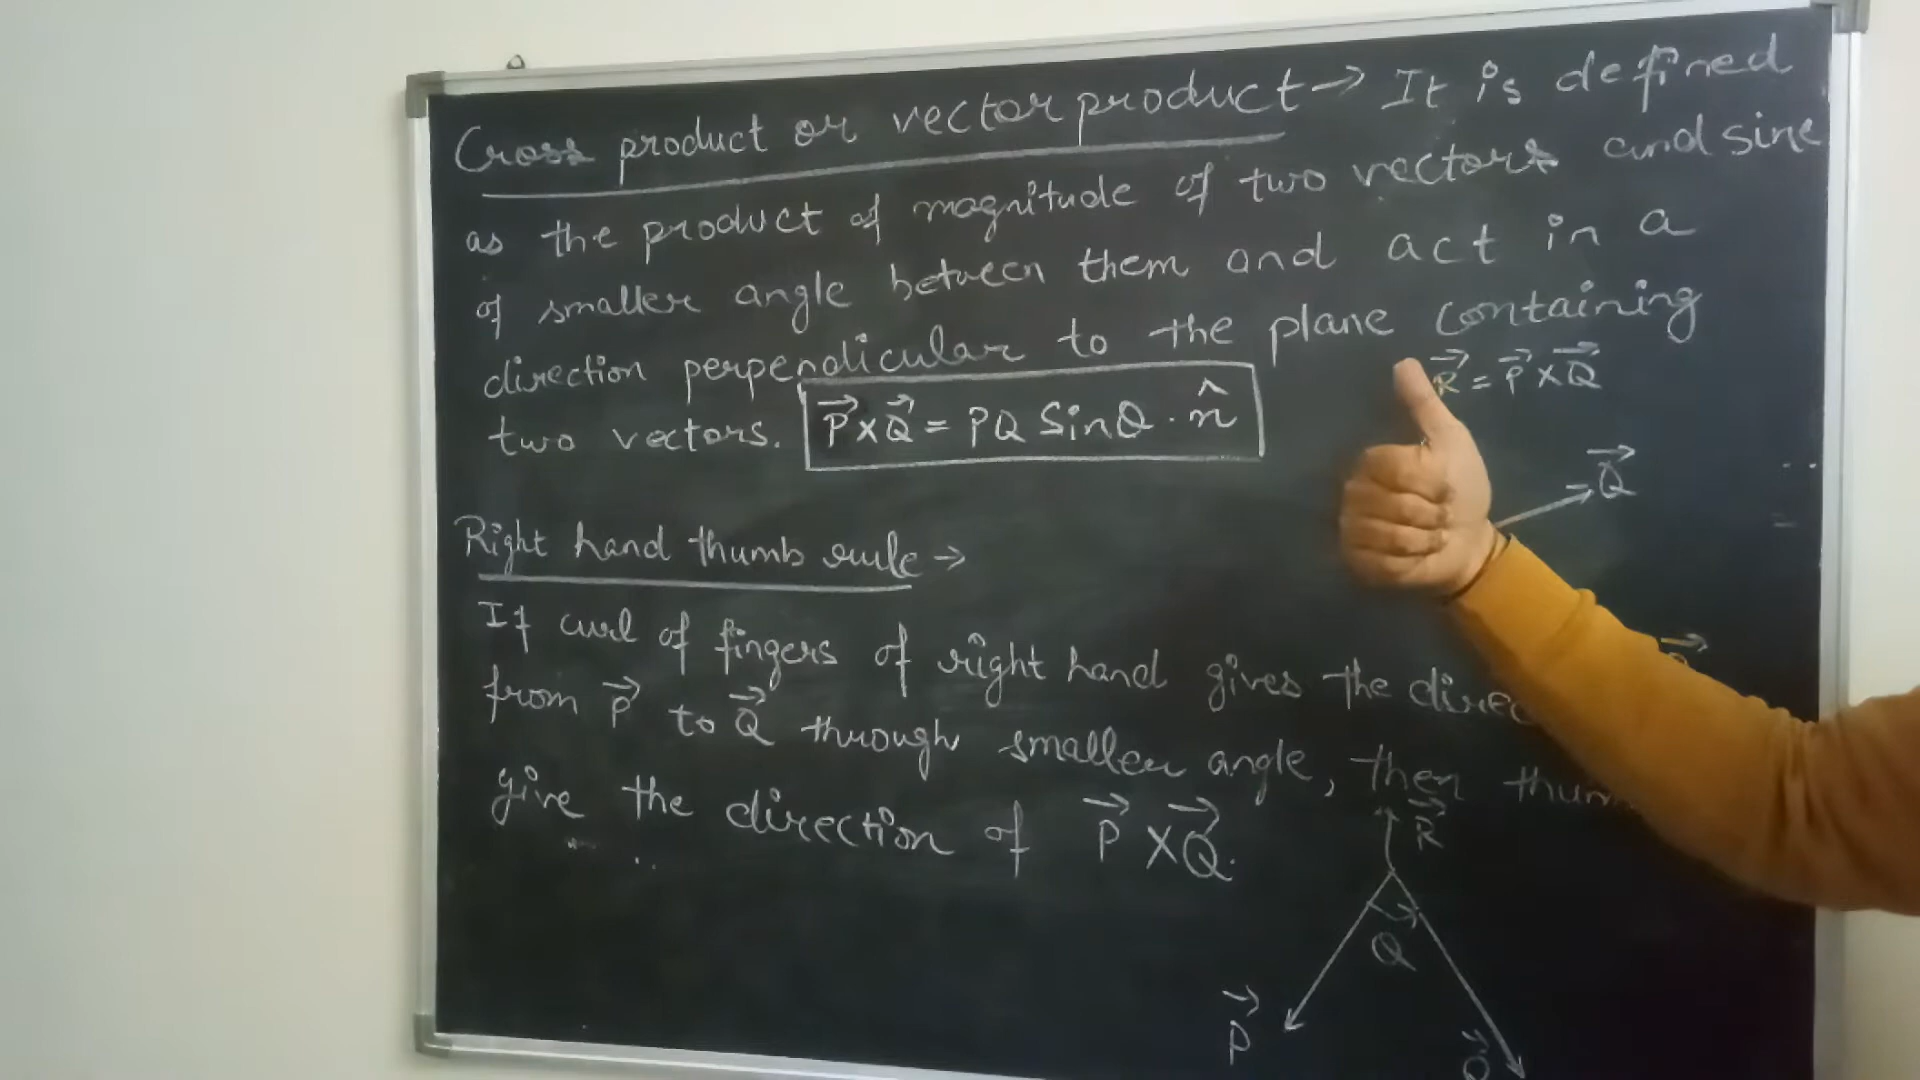 Cross product or vector product → It is defined
as the product of magnitude of two vectors and sine
of smaller angle between them and act in a
direction perpendicular to the plane containing
two vectors. P⃗ × Q⃗ = PQ Sinθ · n̂
R⃗ = P⃗ × Q⃗
Q⃗
Right hand thumb rule →
If curl of fingers of right hand gives the
from P⃗ to Q⃗ through smaller angle, then
give the direction of P⃗ × Q⃗.
R⃗
θ
P⃗
Q⃗